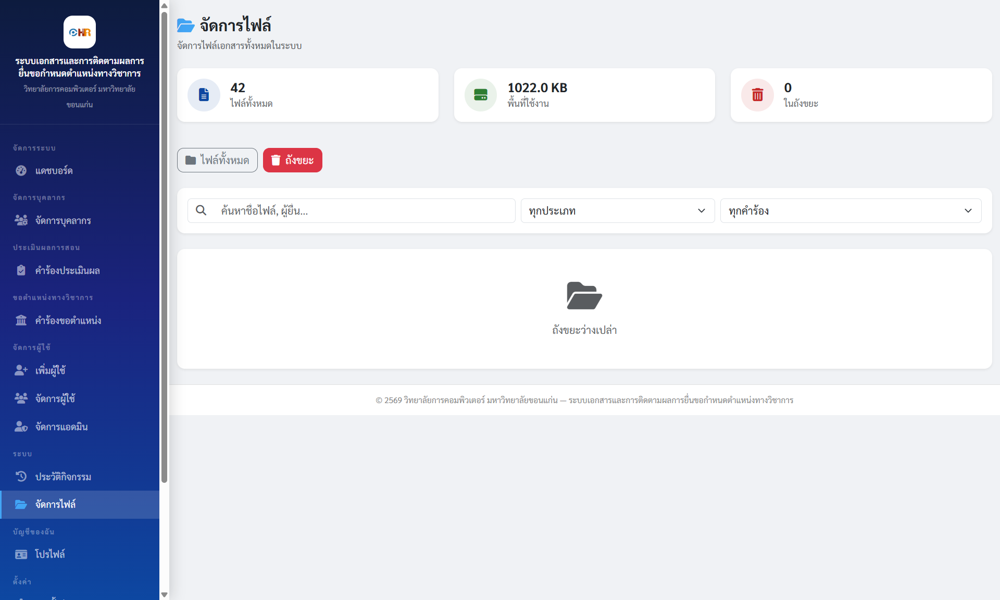 CHR
ระบบเอกสารและการติดตามผลการ
ยื่นขอกำหนดตำแหน่งทางวิชาการ
วิทยาลัยการคอมพิวเตอร์ มหาวิทยาลัย
ขอนแก่น
จัดการระบบ
แดชบอร์ด
จัดการบุคลากร
จัดการบุคลากร
ประเมินผลการสอน
คำร้องประเมินผล
ขอตำแหน่งทางวิชาการ
คำร้องขอตำแหน่ง
จัดการผู้ใช้
เพิ่มผู้ใช้
จัดการผู้ใช้
จัดการแอดมิน
ระบบ
ประวัติกิจกรรม
จัดการไฟล์
บัญชีของฉัน
โปรไฟล์
ตั้งค่า
จัดการไฟล์
จัดการไฟล์เอกสารทั้งหมดในระบบ
42
ไฟล์ทั้งหมด
1022.0 KB
พื้นที่ใช้งาน
0
ในถังขยะ
ไฟล์ทั้งหมด
ถังขยะ
ค้นหาชื่อไฟล์, ผู้ยื่น...
ทุกประเภท
ทุกคำร้อง
ถังขยะว่างเปล่า
© 2569 วิทยาลัยการคอมพิวเตอร์ มหาวิทยาลัยขอนแก่น — ระบบเอกสารและการติดตามผลการยื่นขอกำหนดตำแหน่งทางวิชาการ